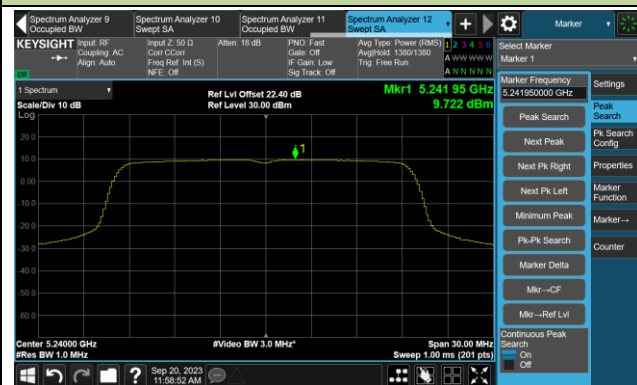 Spectrum Analyzer 9
Occupied BW
Spectrum Analyzer 10
Swept SA
Spectrum Analyzer 11
Occupied BW
Spectrum Analyzer 12
Swept SA
Marker
KEYSIGHT
Input: RF
Coupling: AC
Align: Auto
Input Z: 50 Ω
Corr CCorr
Freq Ref: Int (S)
NFE: Off
Atten: 18 dB
PNO: Fast
Gate: Off
IF Gain: Low
Sig Track: Off
Avg Type: Power (RMS)
Avg|Hold: 1380/1380
Trig: Free Run
1 2 3 4 5 6
A W W W W W
A N N N N N
Select Marker
Marker 1
1 Spectrum
Scale/Div 10 dB
Ref Lvl Offset 22.40 dB
Ref Level 30.00 dBm
Mkr1 5.241 95 GHz
9.722 dBm
Log
20.0
10.0
0.00
-10.0
-20.0
-30.0
-40.0
-50.0
-60.0
1
Center 5.24000 GHz
#Res BW 1.0 MHz
#Video BW 3.0 MHz*
Span 30.00 MHz
Sweep 1.00 ms (201 pts)
Marker Frequency
5.241950000 GHz
Peak Search
Next Peak
Next Pk Right
Next Pk Left
Minimum Peak
Pk-Pk Search
Marker Delta
Mkr→CF
Mkr→Ref Lvl
Continuous Peak
Search
On
Off
Settings
Peak
Search
Pk Search
Config
Properties
Marker
Function
Marker→
Counter
Sep 20, 2023
11:58:52 AM